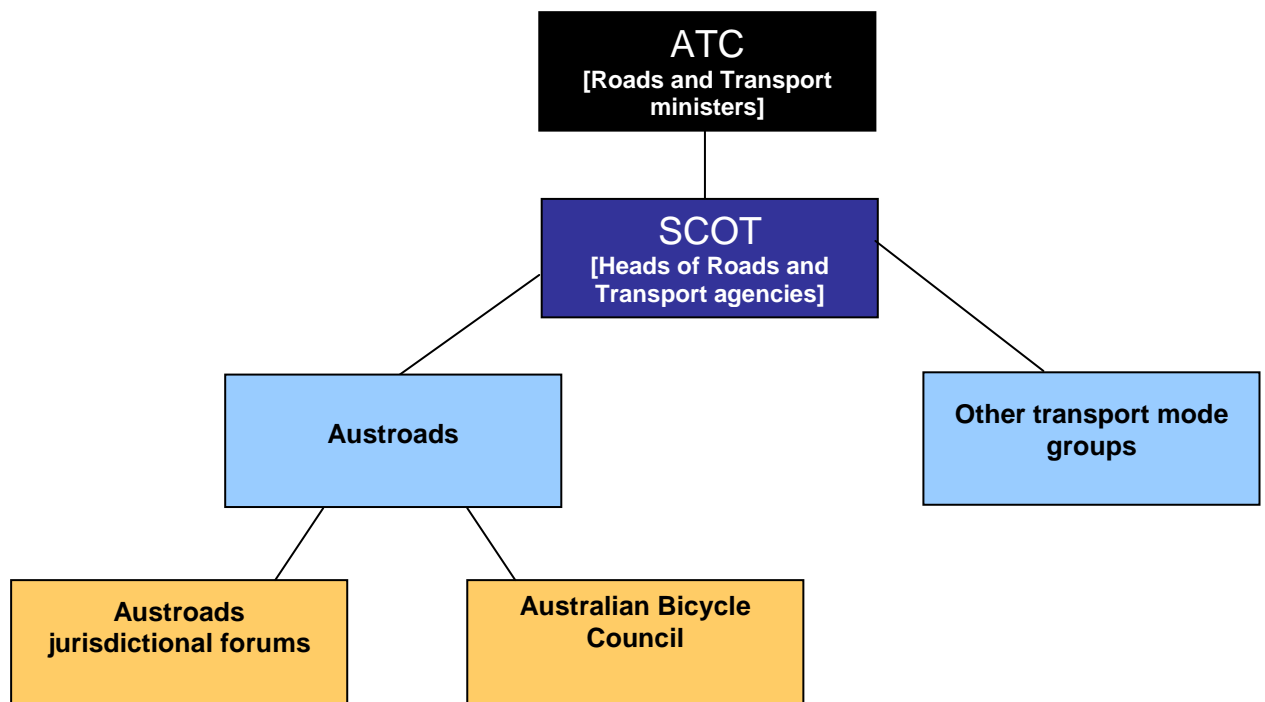 ATC
[Roads and Transport
ministers]
SCOT
[Heads of Roads and
Transport agencies]
Austroads
Other transport mode
groups
Austroads
jurisdictional forums
Australian Bicycle
Council